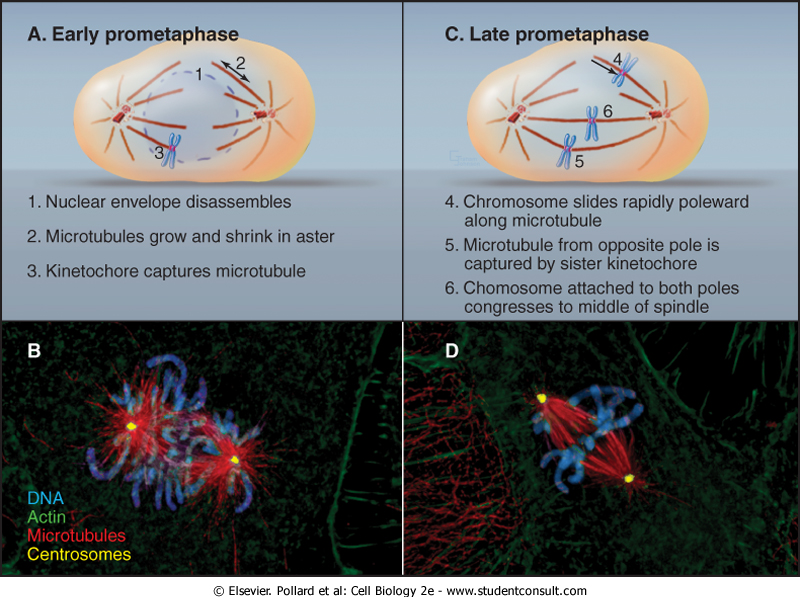 A. Early prometaphase
1
2
3
1. Nuclear envelope disassembles
2. Microtubules grow and shrink in aster
3. Kinetochore captures microtubule
C. Late prometaphase
4
6
5
4. Chromosome slides rapidly poleward
along microtubule
5. Microtubule from opposite pole is
captured by sister kinetochore
6. Chomosome attached to both poles
congresses to middle of spindle
B
DNA
Actin
Microtubules
Centrosomes
D
© Elsevier. Pollard et al: Cell Biology 2e - www.studentconsult.com